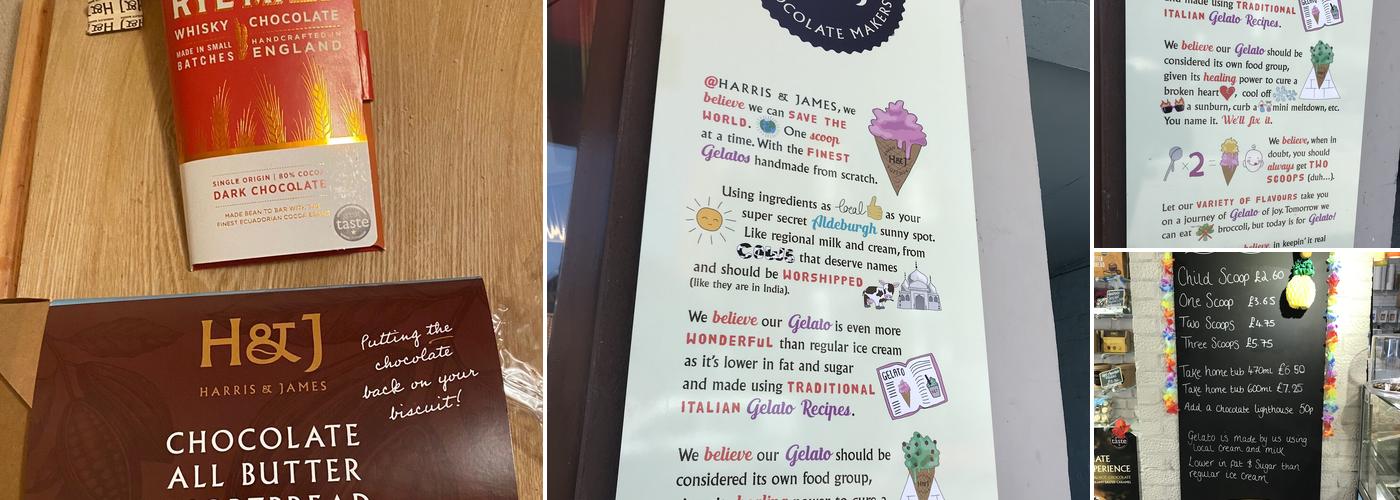 WHISKY CHOCOLATE
MADE IN SMALL BATCHES
HANDCRAFTED IN ENGLAND
SINGLE ORIGIN | 80% COCOA
DARK CHOCOLATE
MADE BEAN TO BAR WITH THE
FINEST ECUADORIAN COCOA BEANS
taste
H&J
HARRIS & JAMES
Putting the
chocolate
back on your
biscuit!
CHOCOLATE
ALL BUTTER
CHOCOLATE MAKERS
@HARRIS & JAMES, we
believe we can SAVE THE
WORLD. One scoop
at a time. With the FINEST
Gelatos handmade from scratch.
H&J
Using ingredients as local as your
super secret Aldeburgh sunny spot.
Like regional milk and cream, from
COWS that deserve names
and should be WORSHIPPED
(like they are in India).
We believe our Gelato is even more
WONDERFUL than regular ice cream
as it's lower in fat and sugar
and made using TRADITIONAL
ITALIAN Gelato Recipes.
GELATO
We believe our Gelato should be
considered its own food group,
and made using TRADITIONAL
ITALIAN Gelato Recipes.
We believe our Gelato should be
considered its own food group,
given its healing power to cure a
broken heart, cool off
a sunburn, curb a mini meltdown, etc.
You name it. We'll fix it.
x2 =
We believe, when in
doubt, you should
always get TWO
SCOOPS (duh...).
Let our VARIETY OF FLAVOURS take you
on a journey of Gelato of joy. Tomorrow we
can eat broccoli, but today is for Gelato!
believe in keepin' it real
Child Scoop £2.60
One Scoop £3.65
Two Scoops £4.75
Three Scoops £5.75
Take home tub 470ml £6.50
Take home tub 600ml £7.25
Add a chocolate lighthouse 50p
Gelato is made by us using
local cream and milk
Lower in fat & Sugar than
regular ice cream
taste